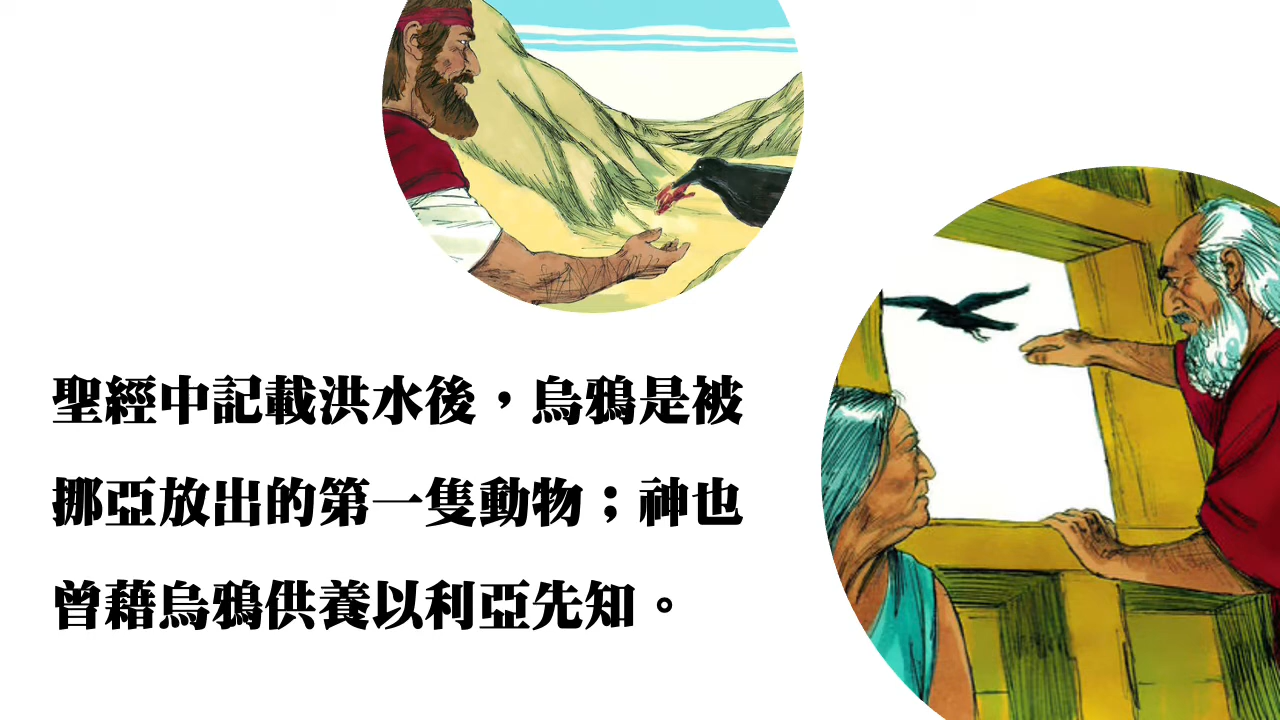 聖經中記載洪水後，烏鴉是被
挪亞放出的第一隻動物；神也
曾藉烏鴉供養以利亞先知。